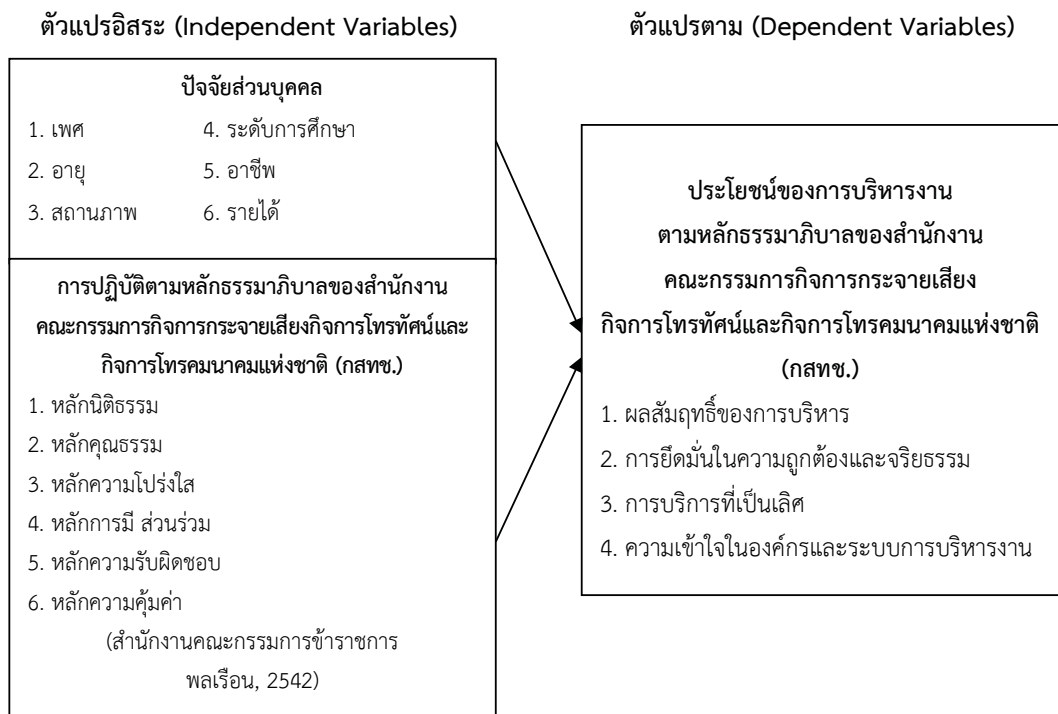 ตัวแปรอิสระ (Independent Variables)
ปัจจัยส่วนบุคคล
1. เพศ 4. ระดับการศึกษา
2. อายุ 5. อาชีพ
3. สถานภาพ 6. รายได้
การปฏิบัติตามหลักธรรมาภิบาลของสำนักงาน
คณะกรรมการกิจการกระจายเสียงกิจการโทรทัศน์และ
กิจการโทรคมนาคมแห่งชาติ (กสทช.)
1. หลักนิติธรรม
2. หลักคุณธรรม
3. หลักความโปร่งใส
4. หลักการมี ส่วนร่วม
5. หลักความรับผิดชอบ
6. หลักความคุ้มค่า
(สำนักงานคณะกรรมการข้าราชการ
พลเรือน, 2542)
ตัวแปรตาม (Dependent Variables)
ประโยชน์ของการบริหารงาน
ตามหลักธรรมาภิบาลของสำนักงาน
คณะกรรมการกิจการกระจายเสียง
กิจการโทรทัศน์และกิจการโทรคมนาคมแห่งชาติ
(กสทช.)
1. ผลสัมฤทธิ์ของการบริหาร
2. การยึดมั่นในความถูกต้องและจริยธรรม
3. การบริการที่เป็นเลิศ
4. ความเข้าใจในองค์กรและระบบการบริหารงาน